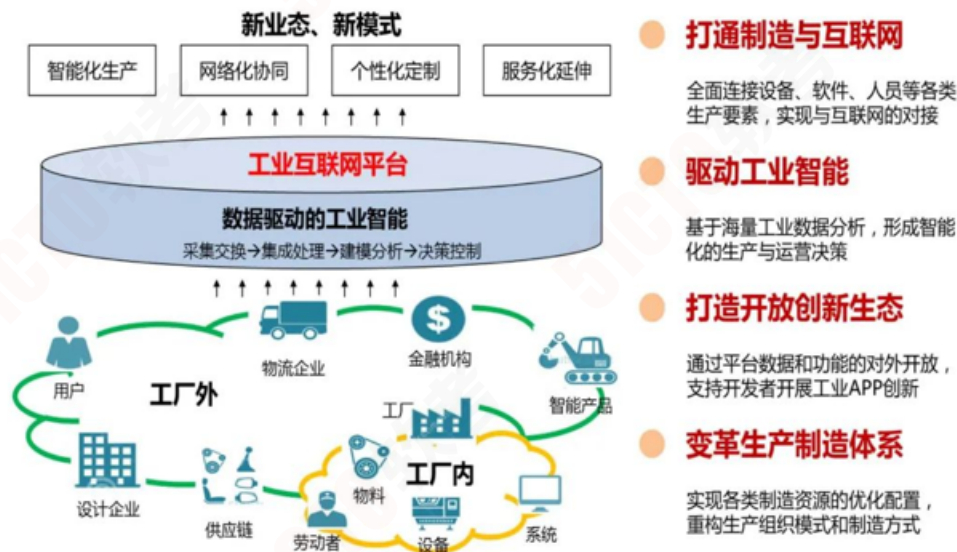 新业态、新模式
智能化生产
网络化协同
个性化定制
服务化延伸
工业互联网平台
数据驱动的工业智能
采集交换→集成处理→建模分析→决策控制
用户
物流企业
金融机构
智能产品
工厂外
工厂
设计企业
供应链
工厂内
物料
劳动者
设备
系统
打通制造与互联网
全面连接设备、软件、人员等各类
生产要素，实现与互联网的对接
驱动工业智能
基于海量工业数据分析，形成智能
化的生产与运营决策
打造开放创新生态
通过平台数据和功能的对外开放，
支持开发者开展工业APP创新
变革生产制造体系
实现各类制造资源的优化配置，
重构生产组织模式和制造方式